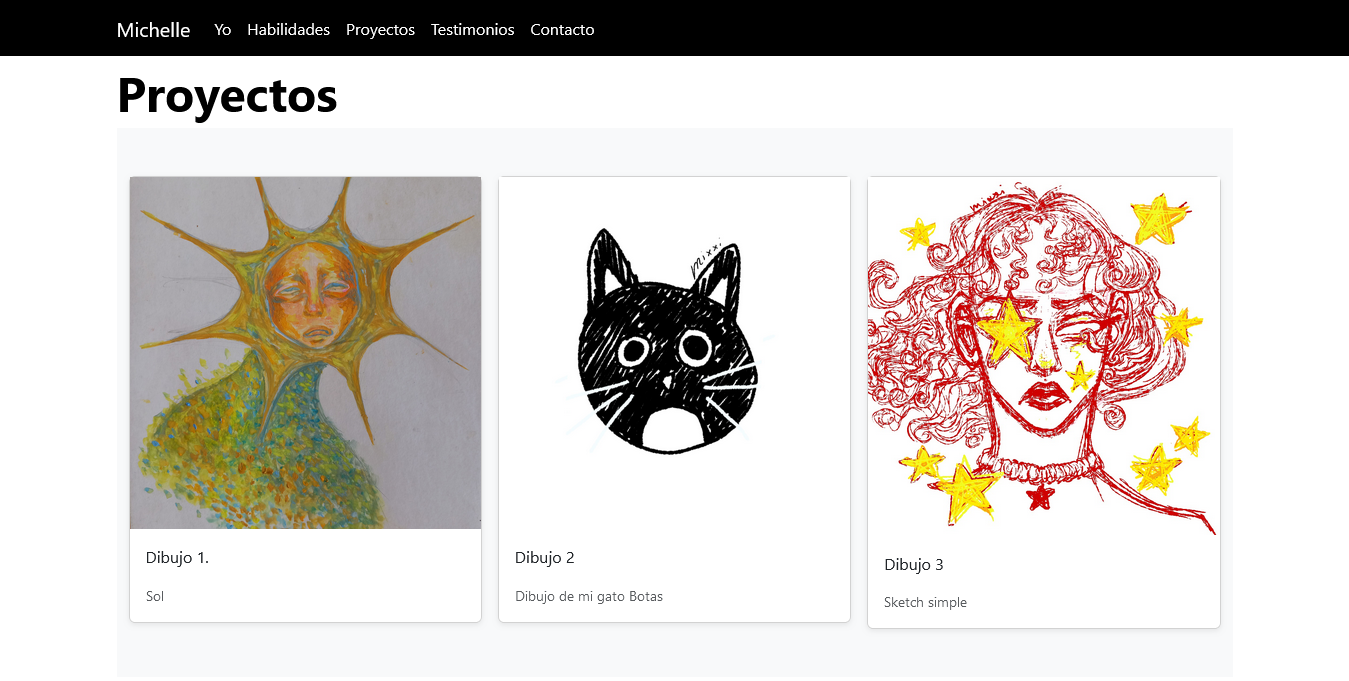 Michelle Yo Habilidades Proyectos Testimonios Contacto
Proyectos
mixxi
mixxi
Dibujo 1.
Sol
Dibujo 2
Dibujo de mi gato Botas
Dibujo 3
Sketch simple